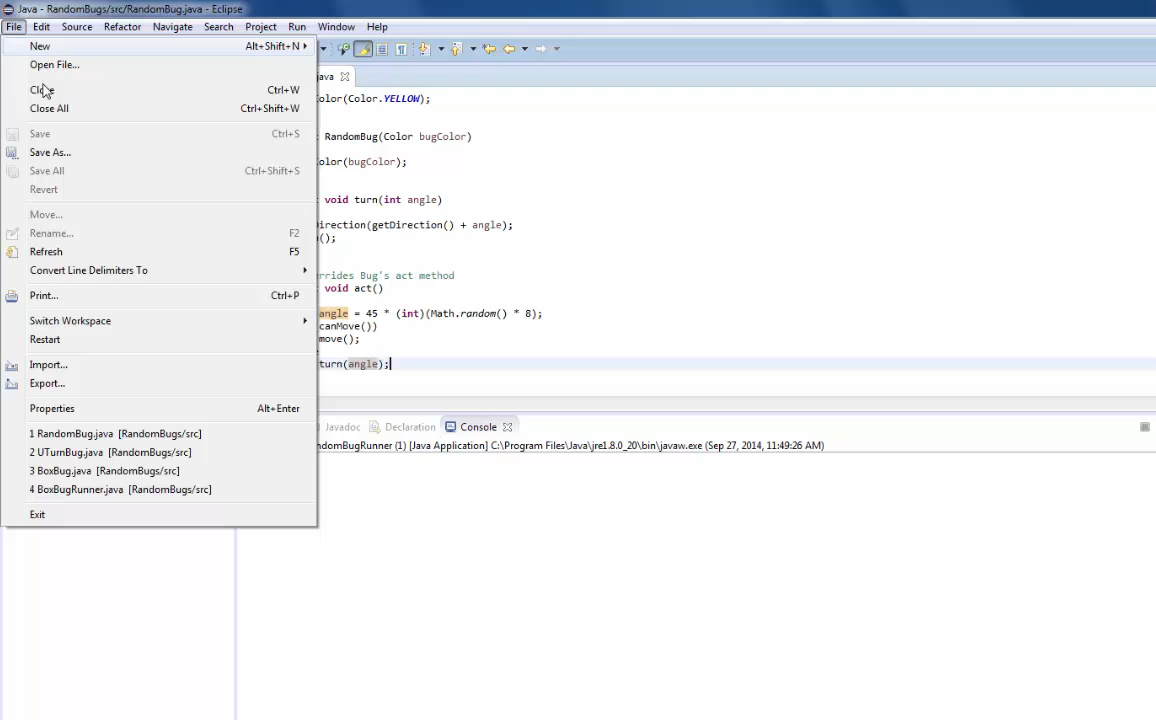 Java - RandomBugs/src/RandomBug.java - Eclipse
File Edit Source Refactor Navigate Search Project Run Window Help
New Alt+Shift+N
Open File...
Close Ctrl+W
Close All Ctrl+Shift+W
Save Ctrl+S
Save As...
Save All Ctrl+Shift+S
Revert
Move...
Rename... F2
Refresh F5
Convert Line Delimiters To
Print... Ctrl+P
Switch Workspace
Restart
Import...
Export...
Properties Alt+Enter
1 RandomBug.java [RandomBugs/src]
2 UTurnBug.java [RandomBugs/src]
3 BoxBug.java [RandomBugs/src]
4 BoxBugRunner.java [RandomBugs/src]
Exit
java
olor(Color.YELLOW);
RandomBug(Color bugColor)
olor(bugColor);
void turn(int angle)
irection(getDirection() + angle);
();
rrides Bug's act method
void act()
angle = 45 * (int)(Math.random() * 8);
canMove())
move();
turn(angle);
Javadoc Declaration Console
ndomBugRunner (1) [Java Application] C:\Program Files\Java\jre1.8.0_20\bin\javaw.exe (Sep 27, 2014, 11:49:26 AM)